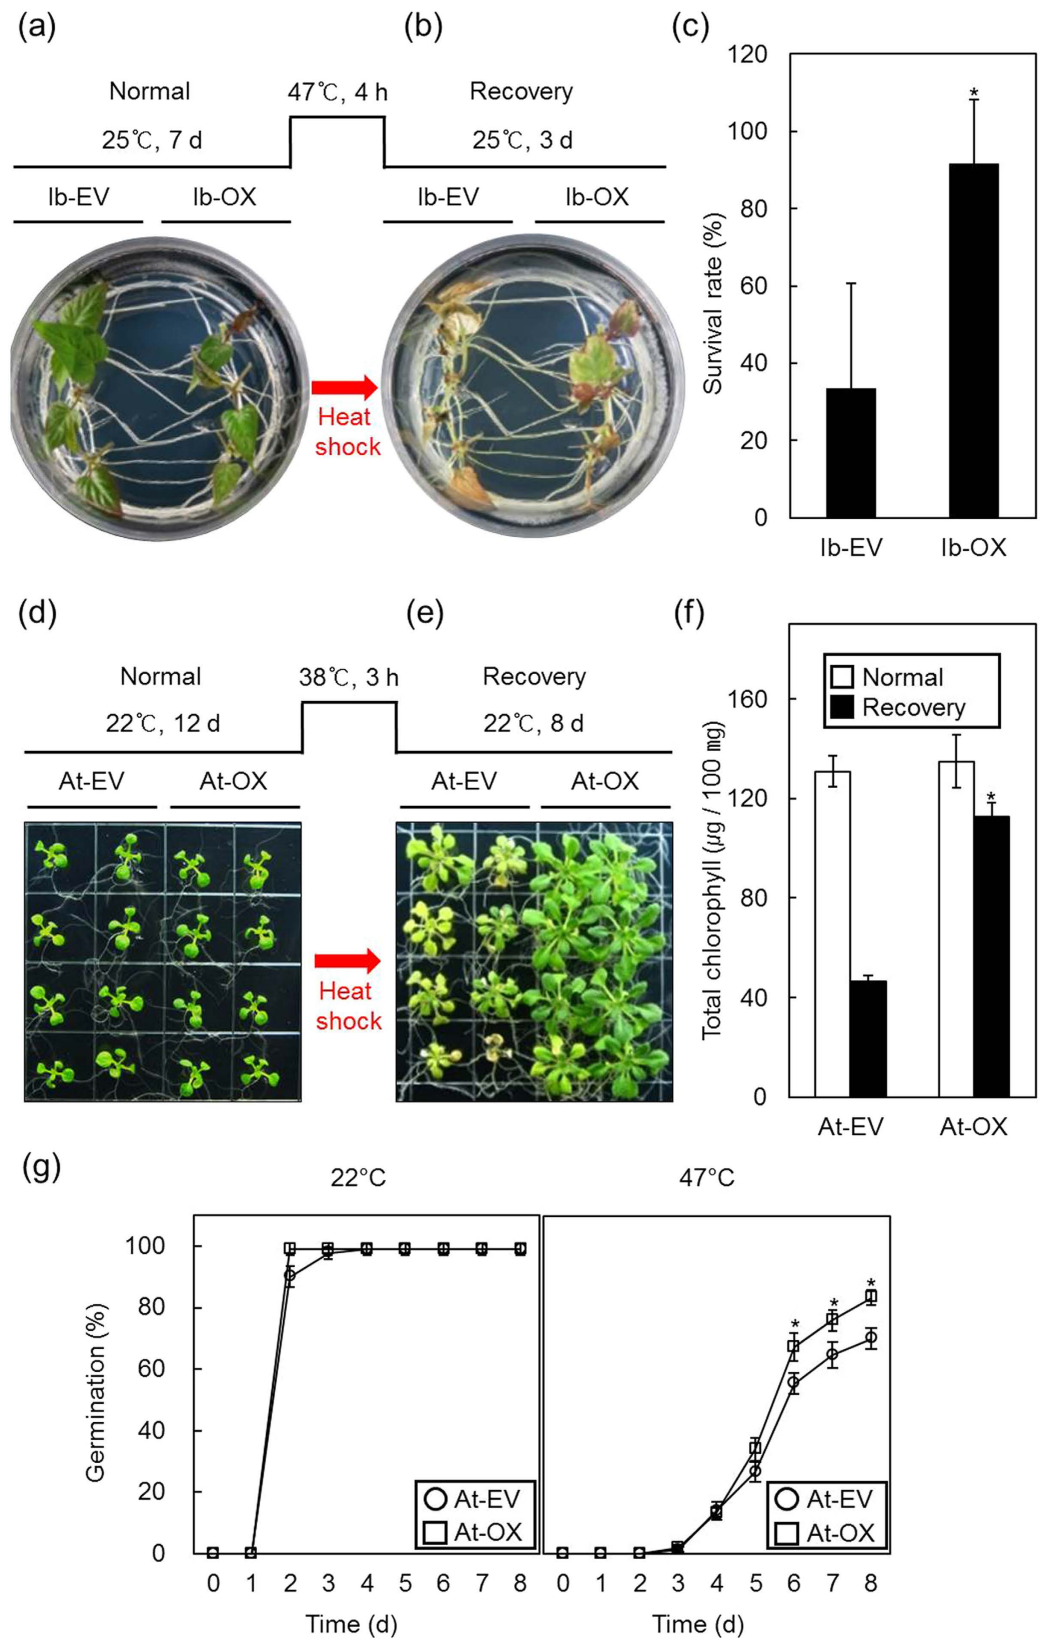 (a)
(b)
(c)
Normal
47℃, 4 h
Recovery
25℃, 7 d
25℃, 3 d
Ib-EV
Ib-OX
Ib-EV
Ib-OX
Heat
shock
120
100
80
60
40
20
0
Survival rate (%)
*
Ib-EV
Ib-OX
(d)
(e)
(f)
Normal
38℃, 3 h
Recovery
22℃, 12 d
22℃, 8 d
At-EV
At-OX
At-EV
At-OX
Heat
shock
Normal
Recovery
160
120
80
40
0
Total chlorophyll (㎍ / 100 ㎎)
*
At-EV
At-OX
(g)
22°C
47°C
100
80
60
40
20
0
Germination (%)
* * *
At-EV
At-OX
At-EV
At-OX
0 1 2 3 4 5 6 7 8
0 1 2 3 4 5 6 7 8
Time (d)
Time (d)